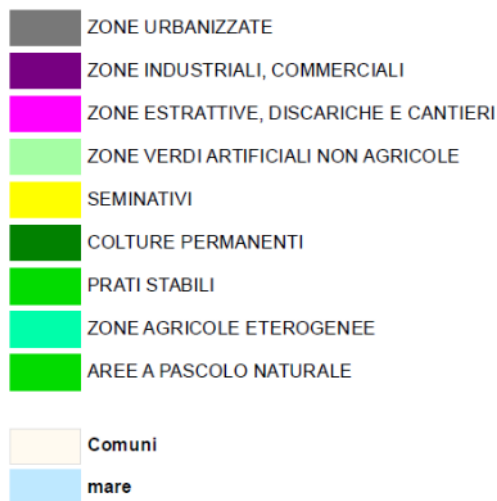 ZONE URBANIZZATE
ZONE INDUSTRIALI, COMMERCIALI
ZONE ESTRATTIVE, DISCARICHE E CANTIERI
ZONE VERDI ARTIFICIALI NON AGRICOLE
SEMINATIVI
COLTURE PERMANENTI
PRATI STABILI
ZONE AGRICOLE ETEROGENEE
AREE A PASCOLO NATURALE
Comuni
mare